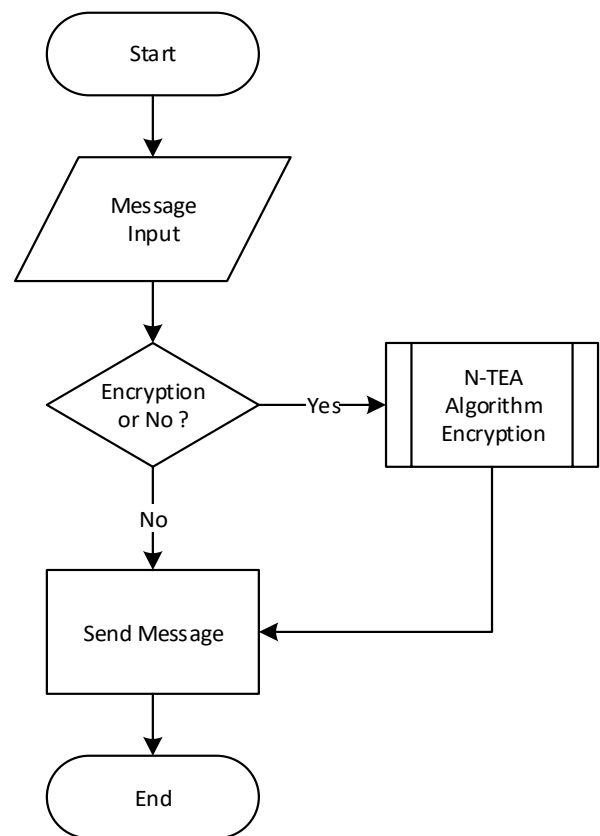 Start
Message
Input
Encryption
or No ?
Yes
N-TEA
Algorithm
Encryption
No
Send Message
End